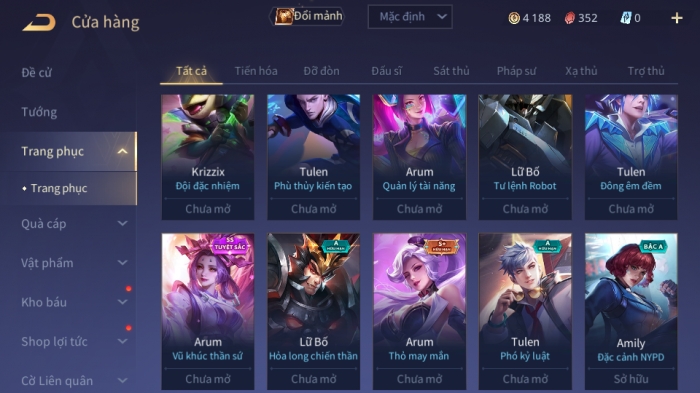 Cửa hàng
Đổi mảnh
Mặc định
4 188
352
0
Đề cử
Tướng
Trang phục
Trang phục
Quà cáp
Vật phẩm
Kho báu
Shop lợi tức
Cờ Liên quân
Tất cả
Tiến hóa
Đỡ đòn
Đấu sĩ
Sát thủ
Pháp sư
Xạ thủ
Trợ thủ
Krizzix
Đội đặc nhiệm
Chưa mở
Tulen
Phù thủy kiến tạo
Chưa mở
Arum
Quản lý tài năng
Chưa mở
Lữ Bố
Tư lệnh Robot
Chưa mở
Tulen
Đông êm đềm
Chưa mở
SS
TUYỆT SẮC
Arum
Vũ khúc thần sứ
Chưa mở
A
HỮU HẠN
Lữ Bố
Hỏa long chiến thần
Chưa mở
S+
HỮU HẠN
Arum
Thỏ may mắn
Chưa mở
A
HỮU HẠN
Tulen
Phó kỷ luật
Chưa mở
BẬC A
Amily
Đặc cảnh NYPD
Sở hữu